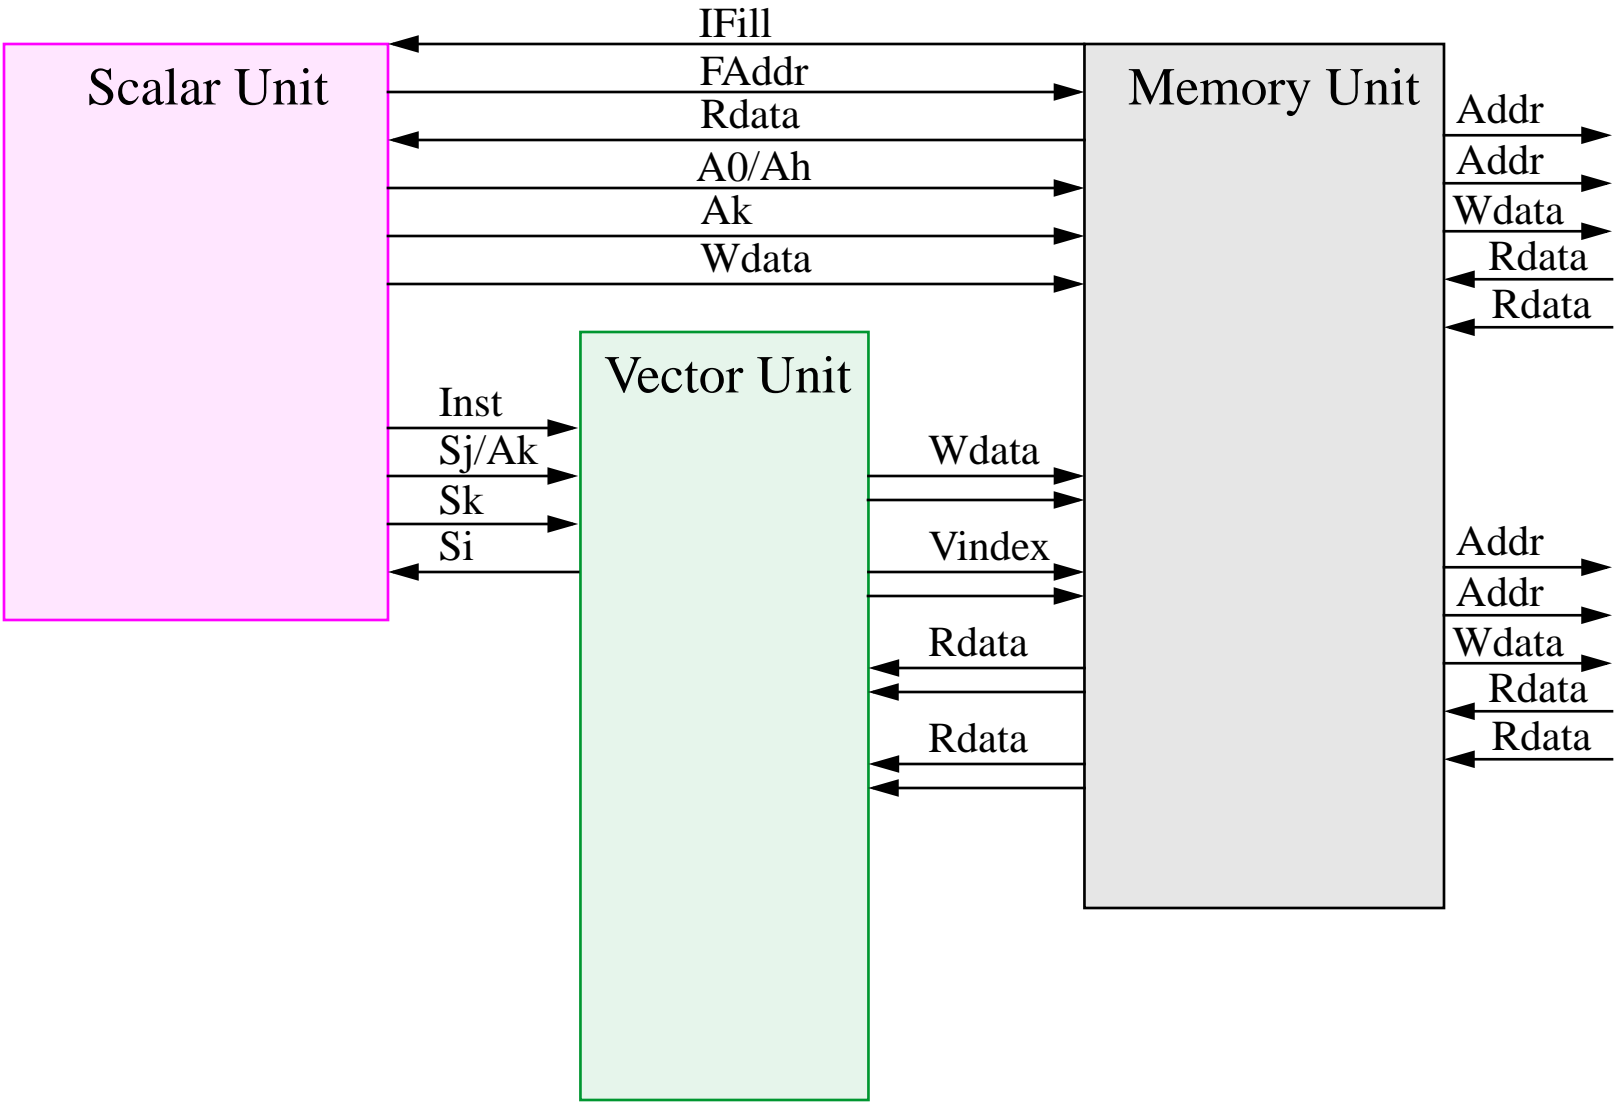 IFill
Scalar Unit
FAddr
Memory Unit
Rdata
A0/Ah
Ak
Wdata
Addr
Addr
Wdata
Rdata
Rdata
Vector Unit
Inst
Sj/Ak
Sk
Si
Wdata
Vindex
Rdata
Rdata
Addr
Addr
Wdata
Rdata
Rdata